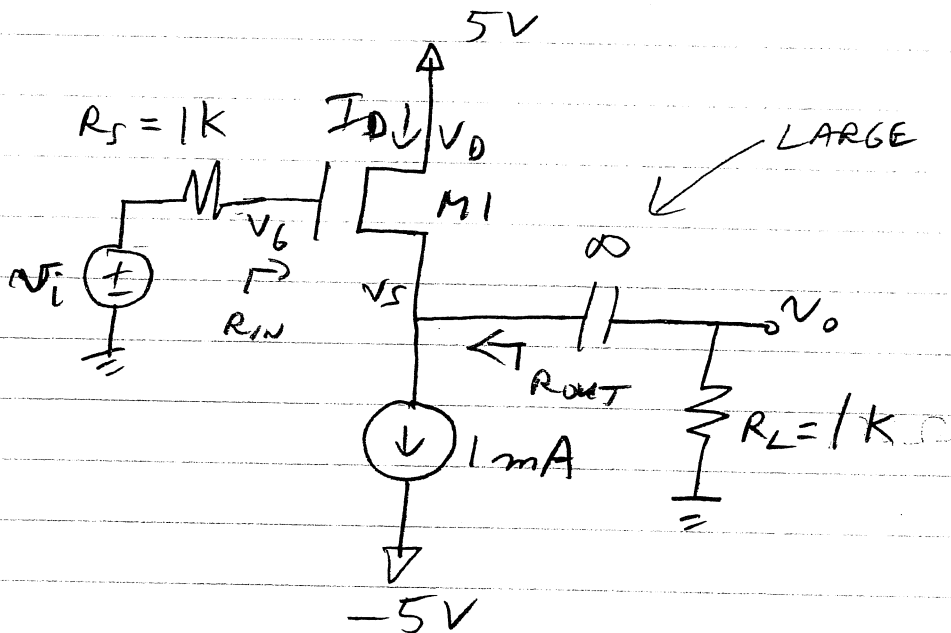 5V
R_S = 1K
I_D ↓
V_D
LARGE
M1
V_G
∞
v_i
R_IN
V_S
v_o
R_OUT
R_L = 1K
1mA
-5V